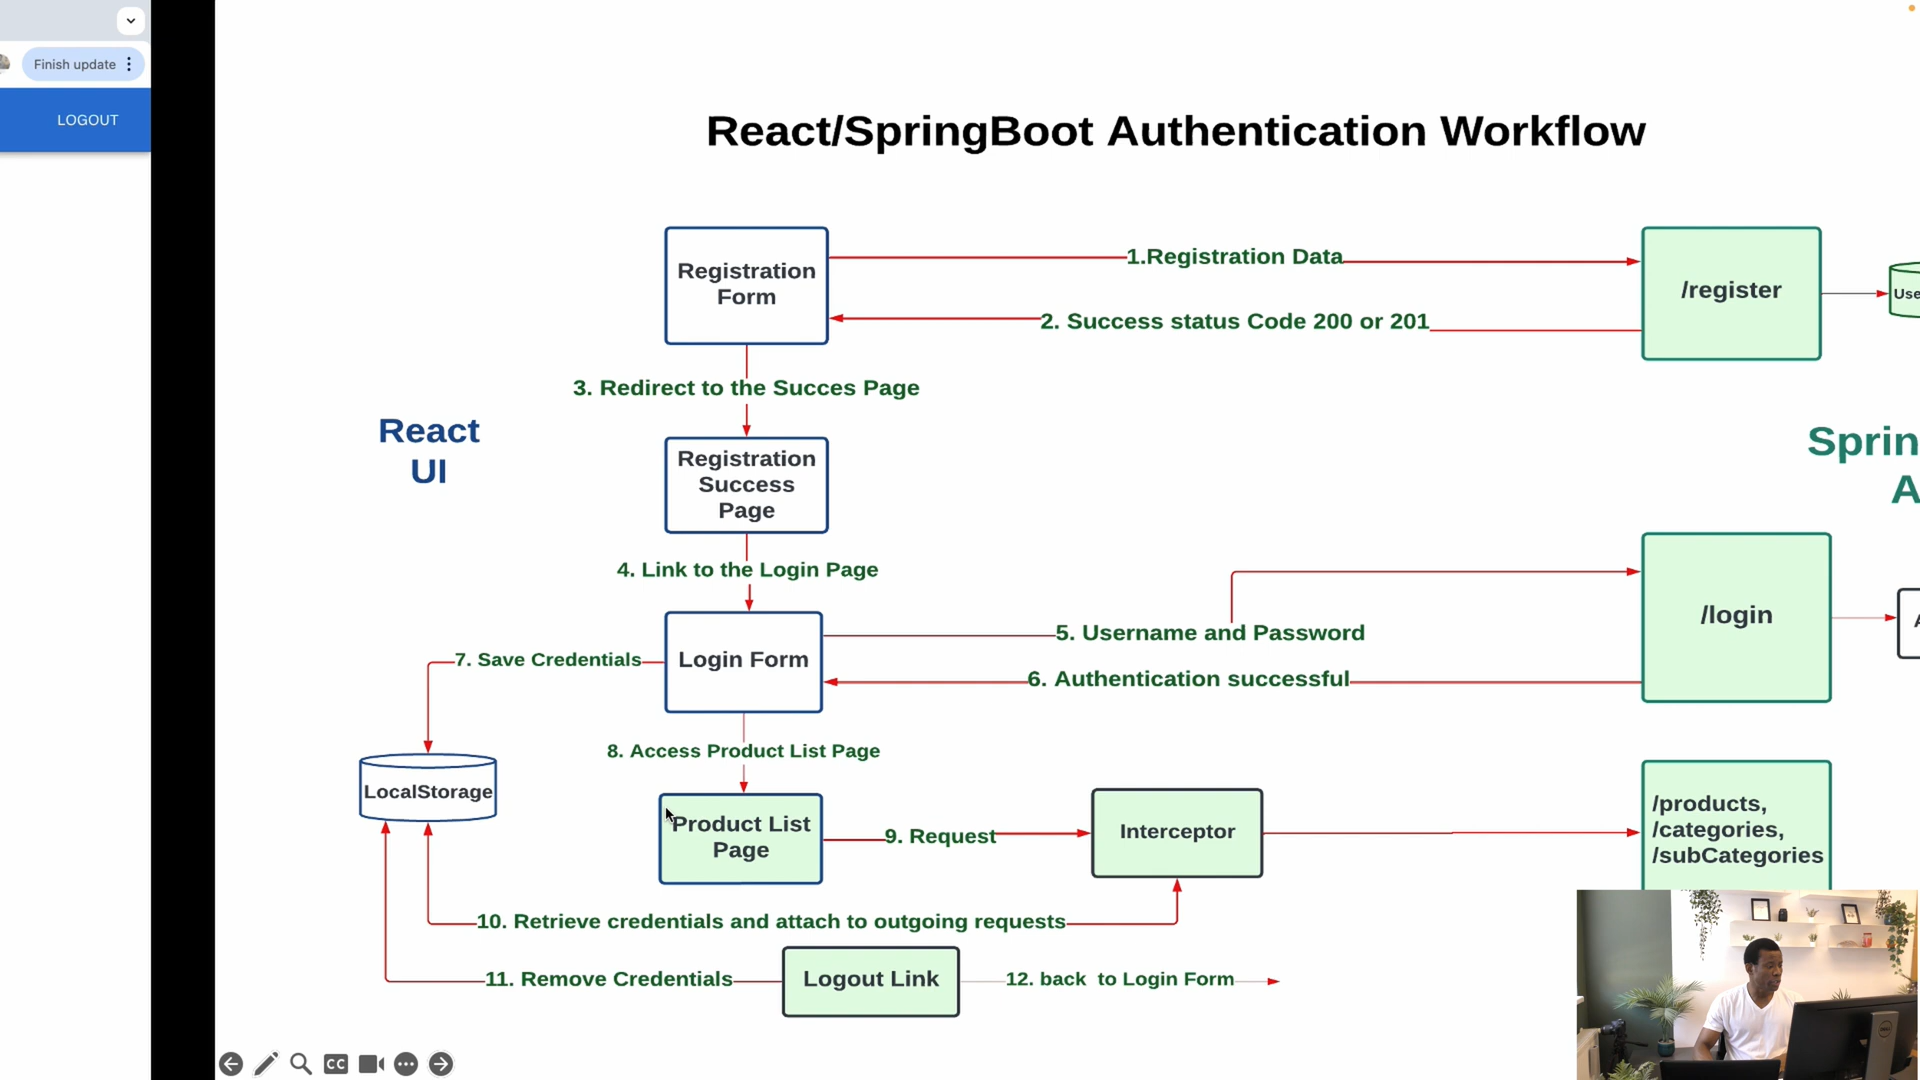 Finish update
LOGOUT
React/SpringBoot Authentication Workflow
Registration
Form
1.Registration Data
2. Success status Code 200 or 201
/register
Use
3. Redirect to the Succes Page
React
UI
Registration
Success
Page
Sprin
A
4. Link to the Login Page
Login Form
5. Username and Password
6. Authentication successful
/login
A
7. Save Credentials
8. Access Product List Page
LocalStorage
Product List
Page
9. Request
Interceptor
/products,
/categories,
/subCategories
10. Retrieve credentials and attach to outgoing requests
11. Remove Credentials
Logout Link
12. back  to Login Form
CC